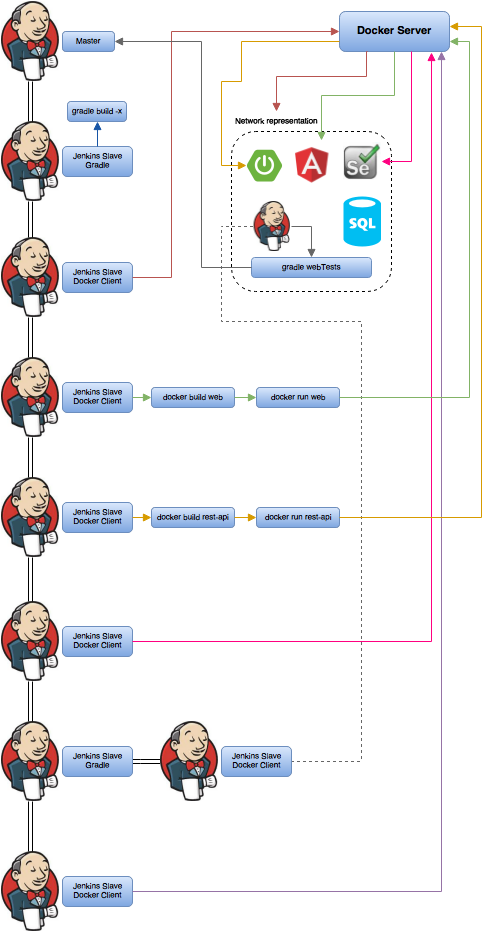 Docker Server
Master
gradle build -x
Network representation
Jenkins Slave
Gradle
A
Se
SQL
Jenkins Slave
Docker Client
gradle webTests
Jenkins Slave
Docker Client
docker build web
docker run web
Jenkins Slave
Docker Client
docker build rest-api
docker run rest-api
Jenkins Slave
Docker Client
Jenkins Slave
Gradle
Jenkins Slave
Docker Client
Jenkins Slave
Docker Client